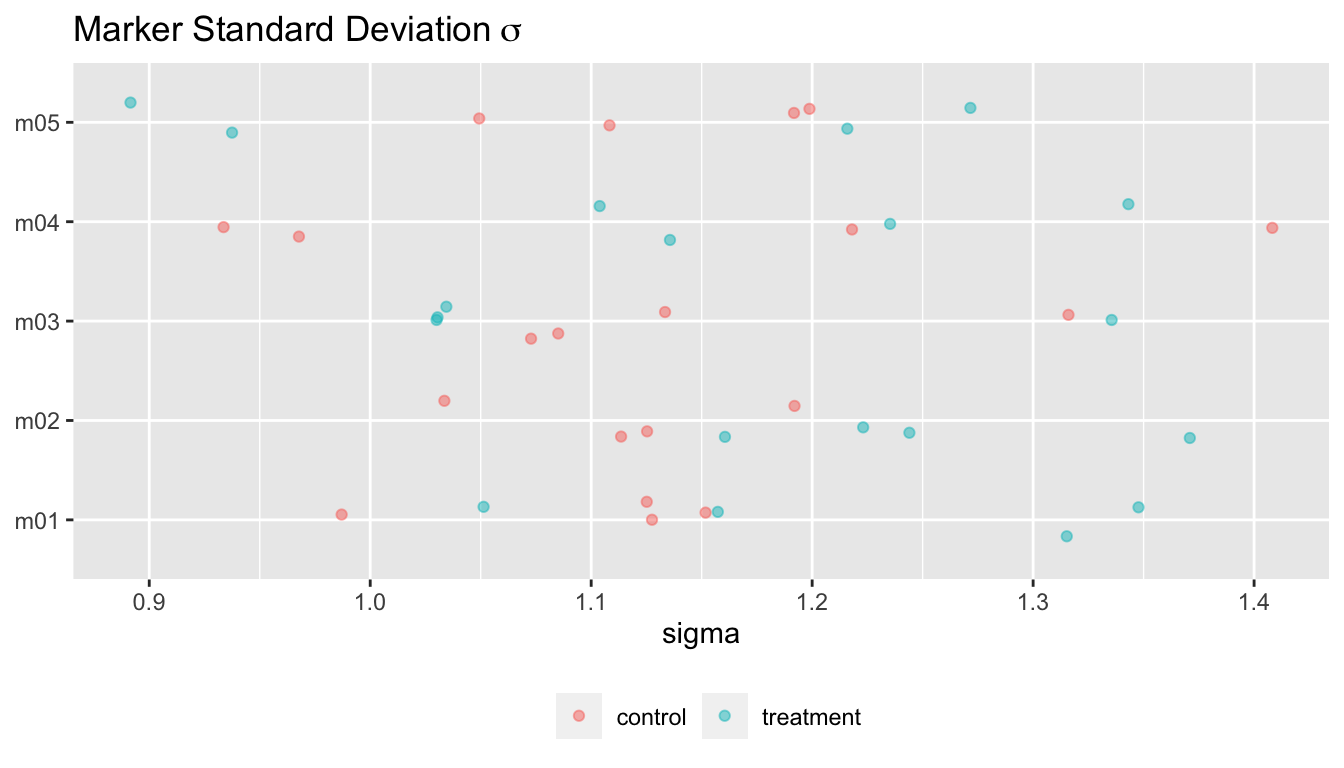 Marker Standard Deviation σ
m05
m04
m03
m02
m01
0.9 1.0 1.1 1.2 1.3 1.4
sigma
control treatment